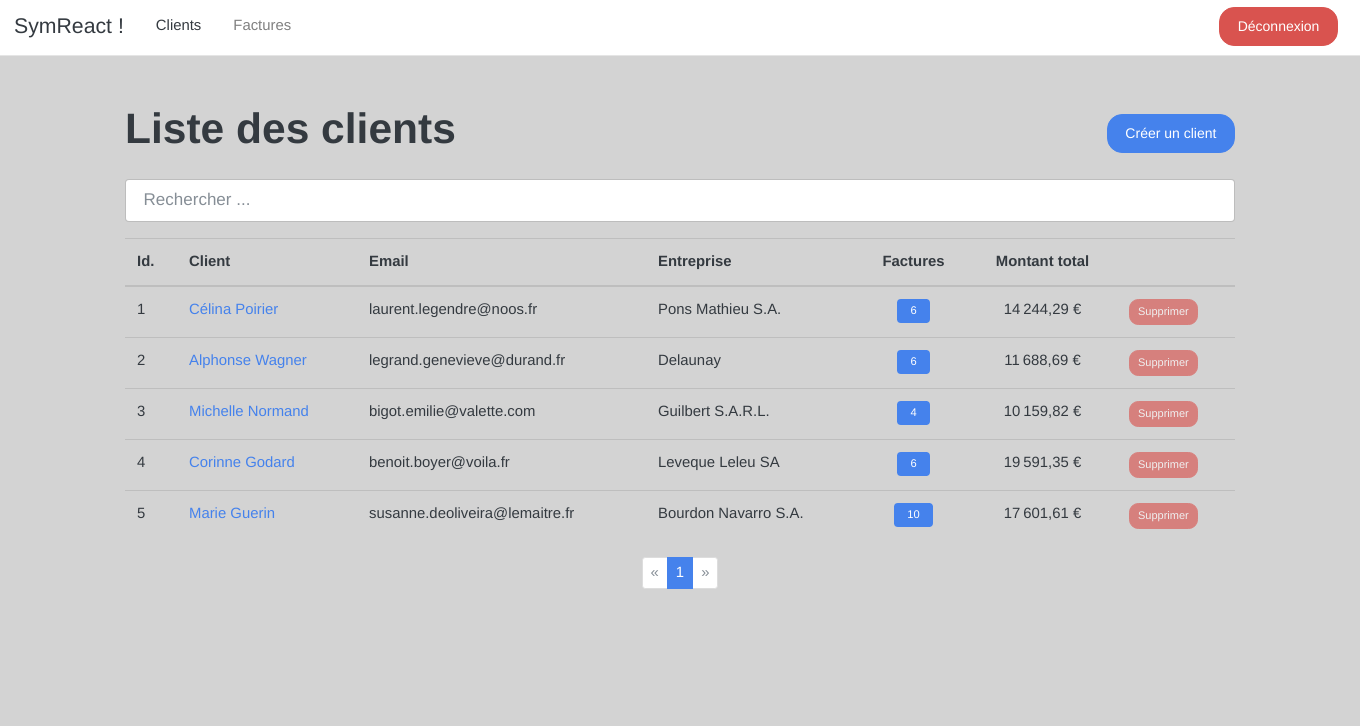 SymReact ! Clients Factures Déconnexion
Liste des clients Créer un client
Rechercher ...
Id. Client Email Entreprise Factures Montant total
1 Célina Poirier laurent.legendre@noos.fr Pons Mathieu S.A. 6 14 244,29 € Supprimer
2 Alphonse Wagner legrand.genevieve@durand.fr Delaunay 6 11 688,69 € Supprimer
3 Michelle Normand bigot.emilie@valette.com Guilbert S.A.R.L. 4 10 159,82 € Supprimer
4 Corinne Godard benoit.boyer@voila.fr Leveque Leleu SA 6 19 591,35 € Supprimer
5 Marie Guerin susanne.deoliveira@lemaitre.fr Bourdon Navarro S.A. 10 17 601,61 € Supprimer
« 1 »